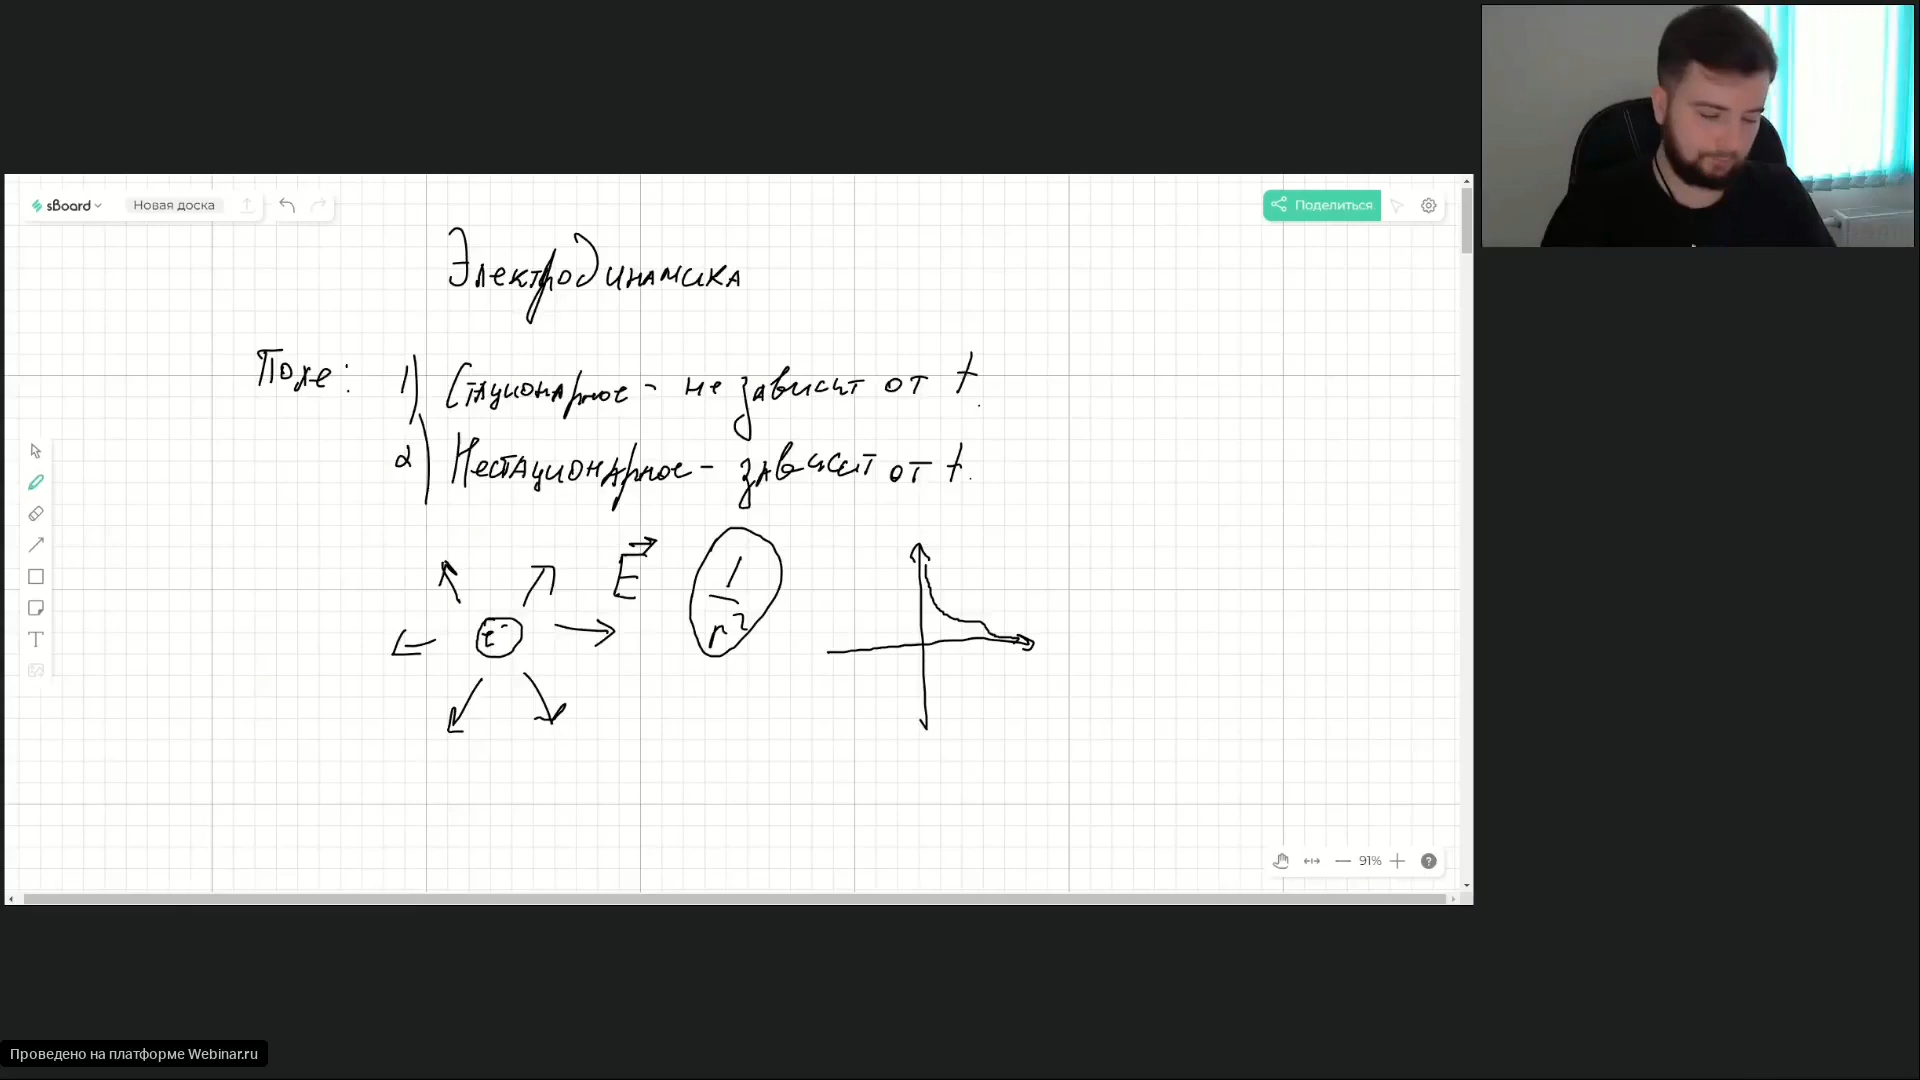 sBoard Новая доска Поделиться
Электродинамика
Поле: 1) Стационарное - не зависит от t.
2) Нестационарное - зависит от t.
E
1
r²
e⁻
T
91% ?
Проведено на платформе Webinar.ru